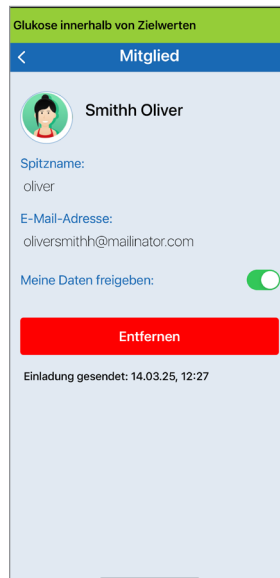 Glukose innerhalb von Zielwerten
Mitglied
Smithh Oliver
Spitzname:
oliver
E-Mail-Adresse:
oliversmithh@mailinator.com
Meine Daten freigeben:
Entfernen
Einladung gesendet: 14.03.25, 12:27